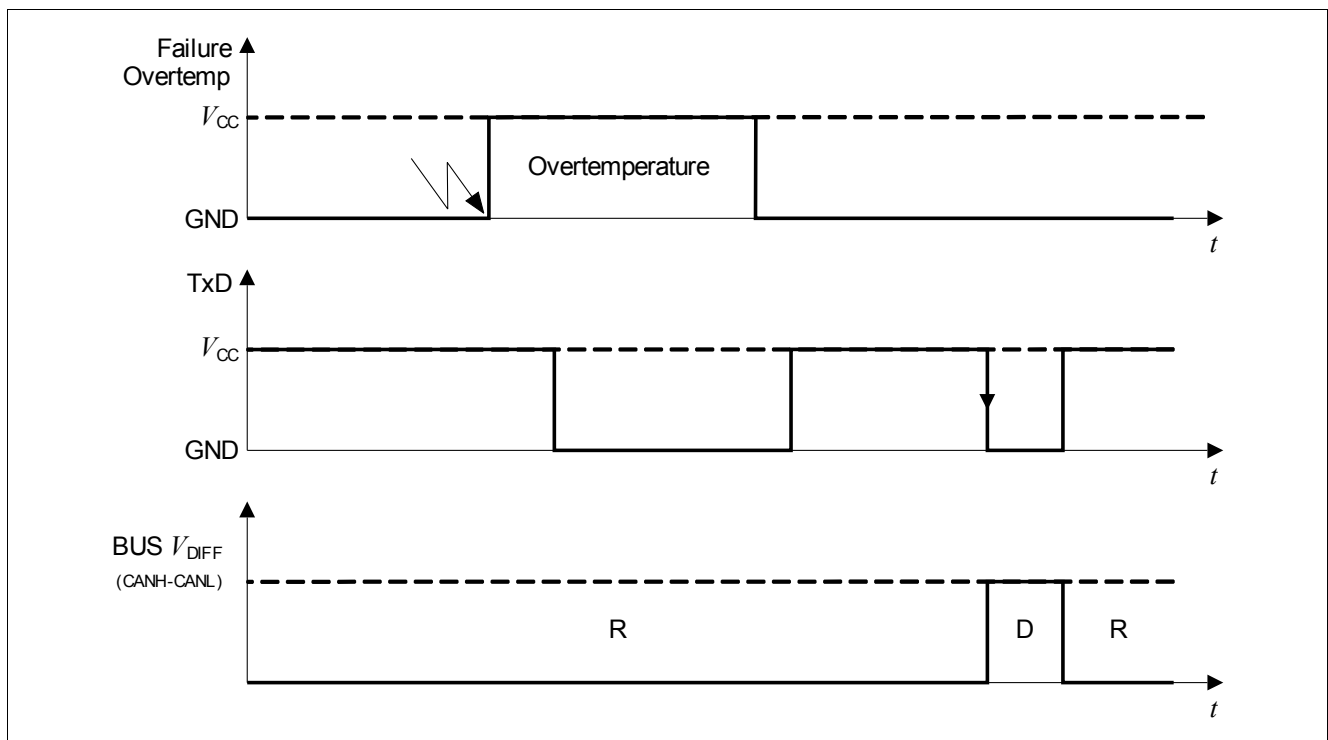 Failure
Overtemp
VCC
Overtemperature
GND
t
TxD
VCC
GND
t
BUS VDIFF
(CANH-CANL)
R
D
R
t